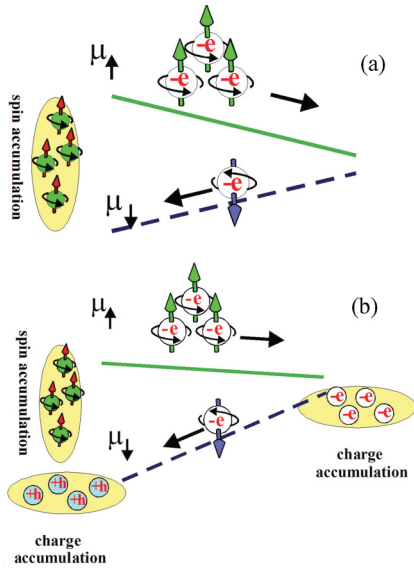 μ↑
(a)
-e
-e
-e
spin accumulation
-e
μ↓
μ↑
(b)
-e
-e
-e
spin accumulation
-e
μ↓
-e
-e
-e
-e
charge
accumulation
+h
+h
+h
+h
charge
accumulation